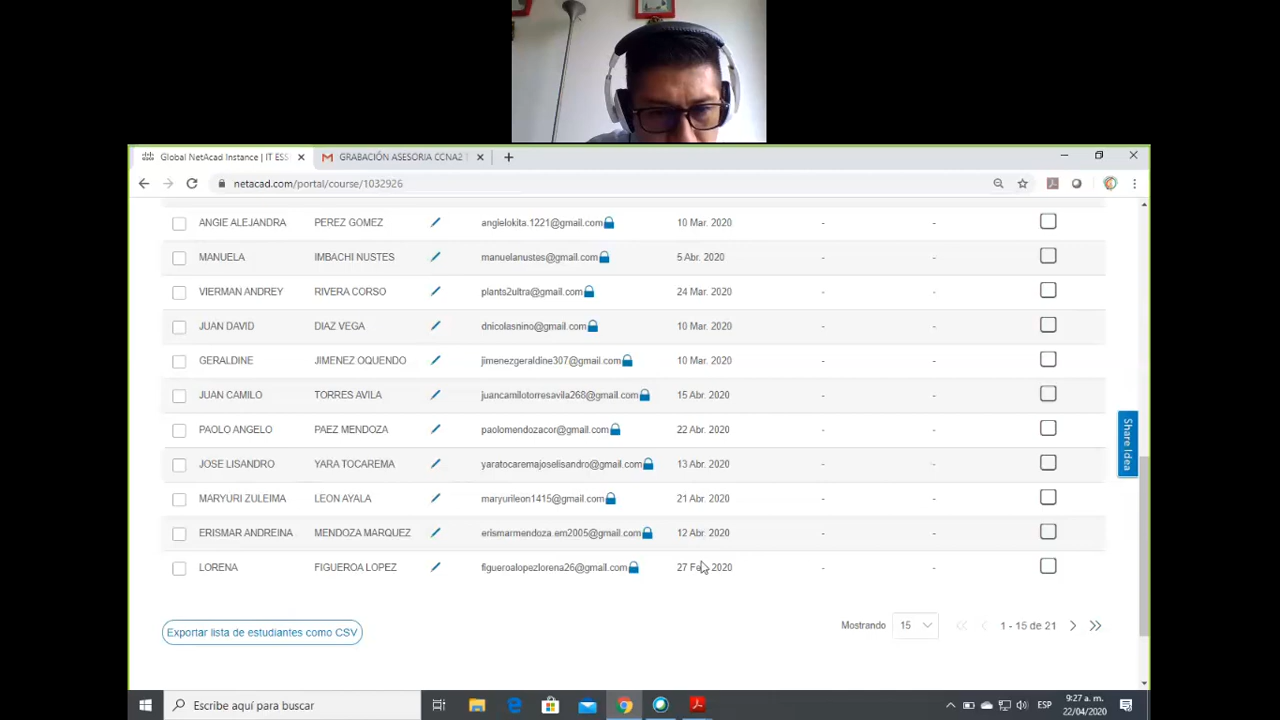 Global NetAcad Instance | IT ESS
GRABACIÓN ASESORIA CCNA2
netacad.com/portal/course/1032926
ANGIE ALEJANDRA PEREZ GOMEZ angielokita.1221@gmail.com 10 Mar. 2020 - -
MANUELA IMBACHI NUSTES manuelanustes@gmail.com 5 Abr. 2020 - -
VIERMAN ANDREY RIVERA CORSO plants2ultra@gmail.com 24 Mar. 2020 - -
JUAN DAVID DIAZ VEGA dnicolasnino@gmail.com 10 Mar. 2020 - -
GERALDINE JIMENEZ OQUENDO jimenezgeraldine307@gmail.com 10 Mar. 2020 - -
JUAN CAMILO TORRES AVILA juancamilotorresavila268@gmail.com 15 Abr. 2020 - -
PAOLO ANGELO PAEZ MENDOZA paolomendozacor@gmail.com 22 Abr. 2020 - -
JOSE LISANDRO YARA TOCAREMA yaratocaremajoselisandro@gmail.com 13 Abr. 2020 - -
MARYURI ZULEIMA LEON AYALA maryurileon1415@gmail.com 21 Abr. 2020 - -
ERISMAR ANDREINA MENDOZA MARQUEZ erismarmendoza.em2005@gmail.com 12 Abr. 2020 - -
LORENA FIGUEROA LOPEZ figueroalopezlorena26@gmail.com 27 Feb. 2020 - -
Share Idea
Exportar lista de estudiantes como CSV
Mostrando 15 1 - 15 de 21
Escribe aquí para buscar
ESP
9:27 a. m.
22/04/2020